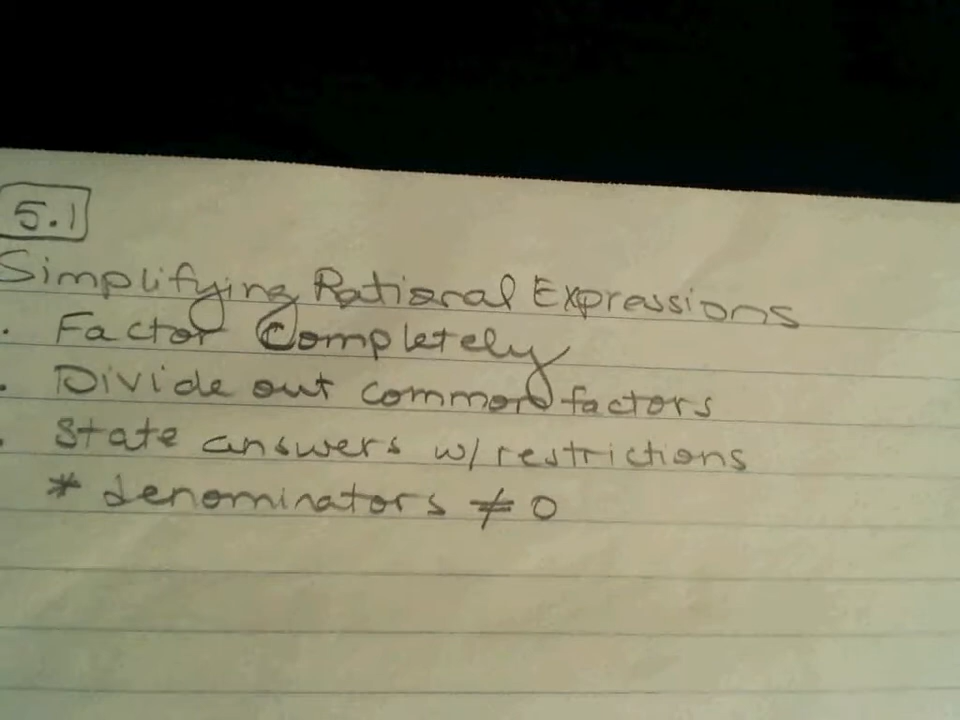 5.1
Simplifying Rational Expressions
. Factor Completely
. Divide out common factors
. State answers w/ restrictions
* denominators ≠ 0